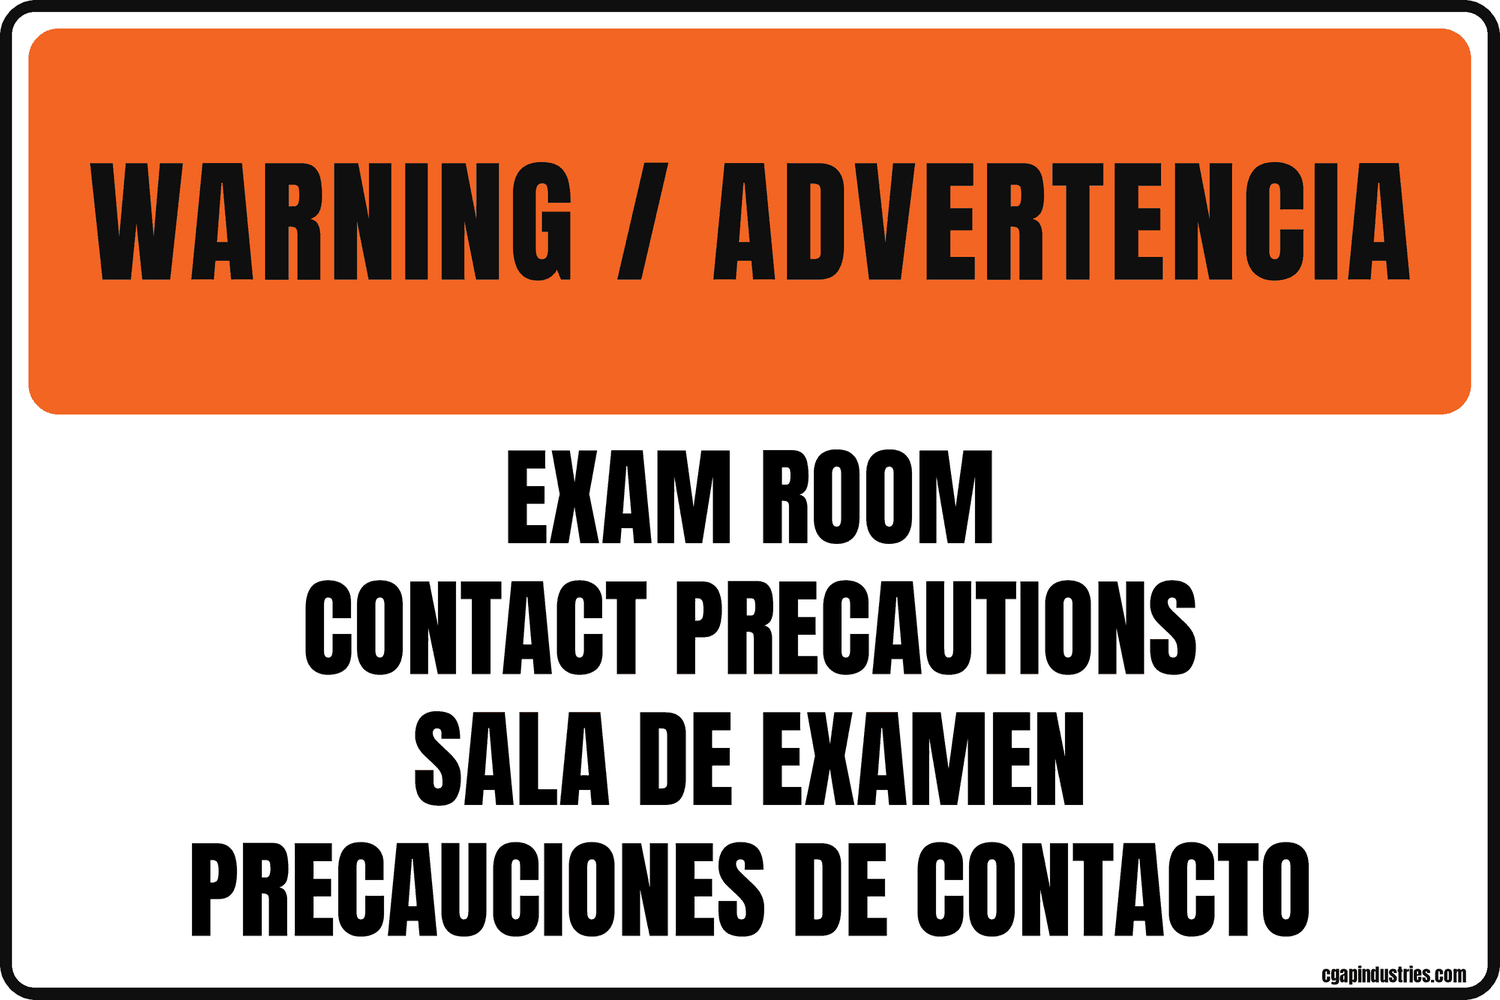 WARNING / ADVERTENCIA
EXAM ROOM
CONTACT PRECAUTIONS
SALA DE EXAMEN
PRECAUCIONES DE CONTACTO
cgapindustries.com